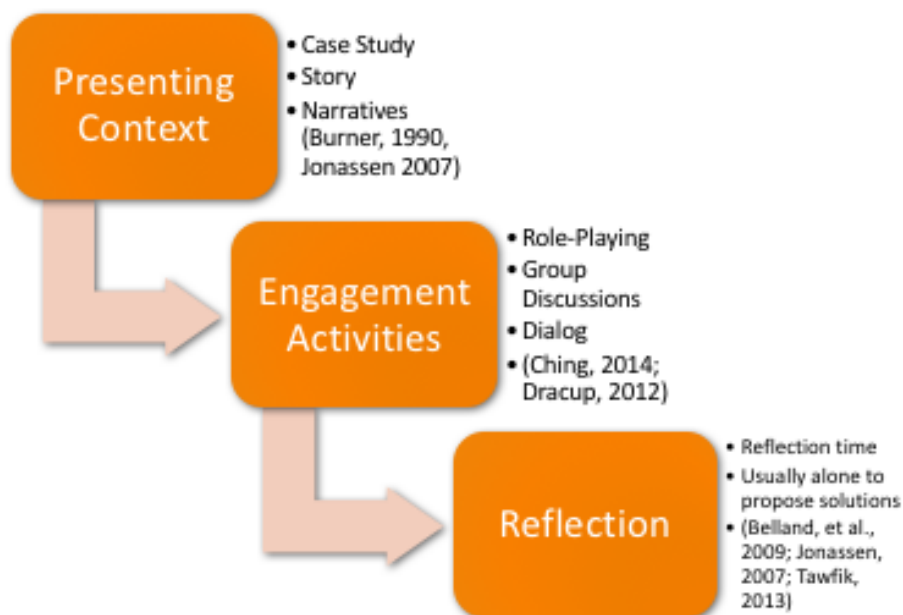 Presenting
Context
• Case Study
• Story
• Narratives
(Burner, 1990,
Jonassen 2007)
Engagement
Activities
• Role-Playing
• Group
Discussions
• Dialog
• (Ching, 2014;
Dracup, 2012)
Reflection
• Reflection time
• Usually alone to
propose solutions
• (Belland, et al.,
2009; Jonassen,
2007; Tawfik,
2013)